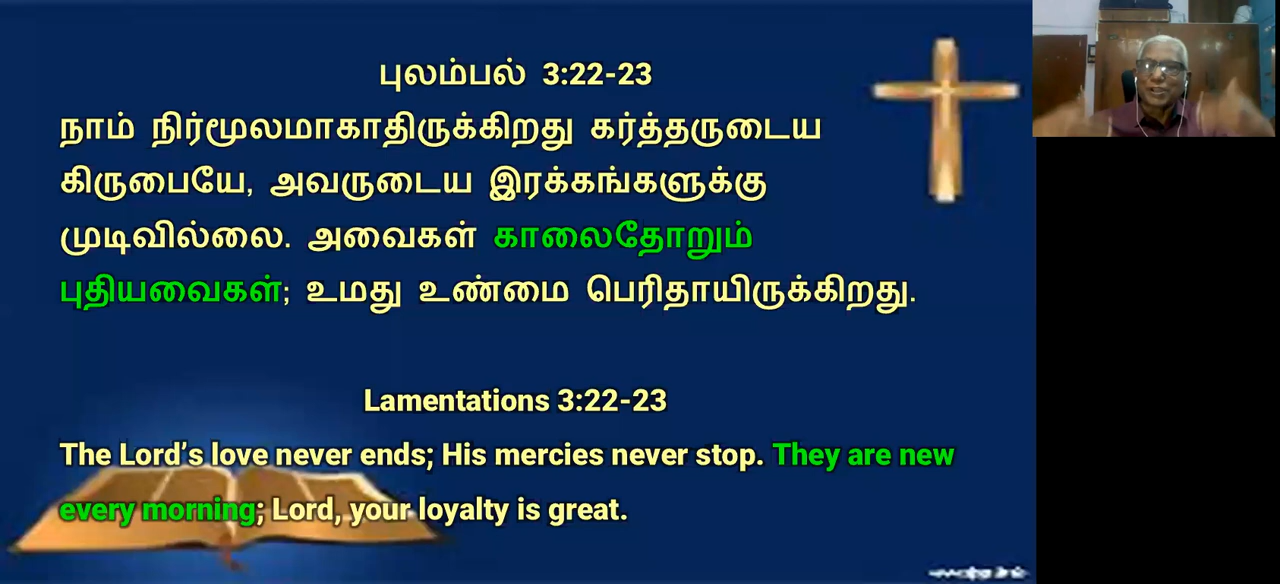 புலம்பல் 3:22-23
நாம் நிர்மூலமாகாதிருக்கிறது கர்த்தருடைய
கிருபையே, அவருடைய இரக்கங்களுக்கு
முடிவில்லை. அவைகள் காலைதோறும்
புதியவைகள்; உமது உண்மை பெரிதாயிருக்கிறது.
Lamentations 3:22-23
The Lord’s love never ends; His mercies never stop. They are new
every morning; Lord, your loyalty is great.